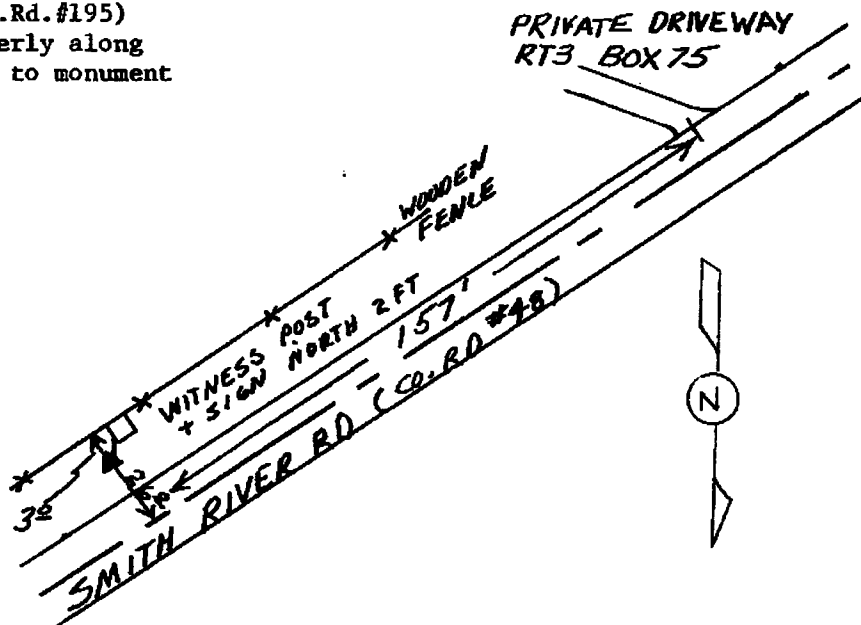 .Rd.#195)
erly along
to monument
PRIVATE DRIVEWAY
RT3 BOX 75
WOODEN
FENCE
WITNESS POST
+ SIGN NORTH 2 FT
157'
SMITH RIVER RD (CO. RD #48)
3º
N